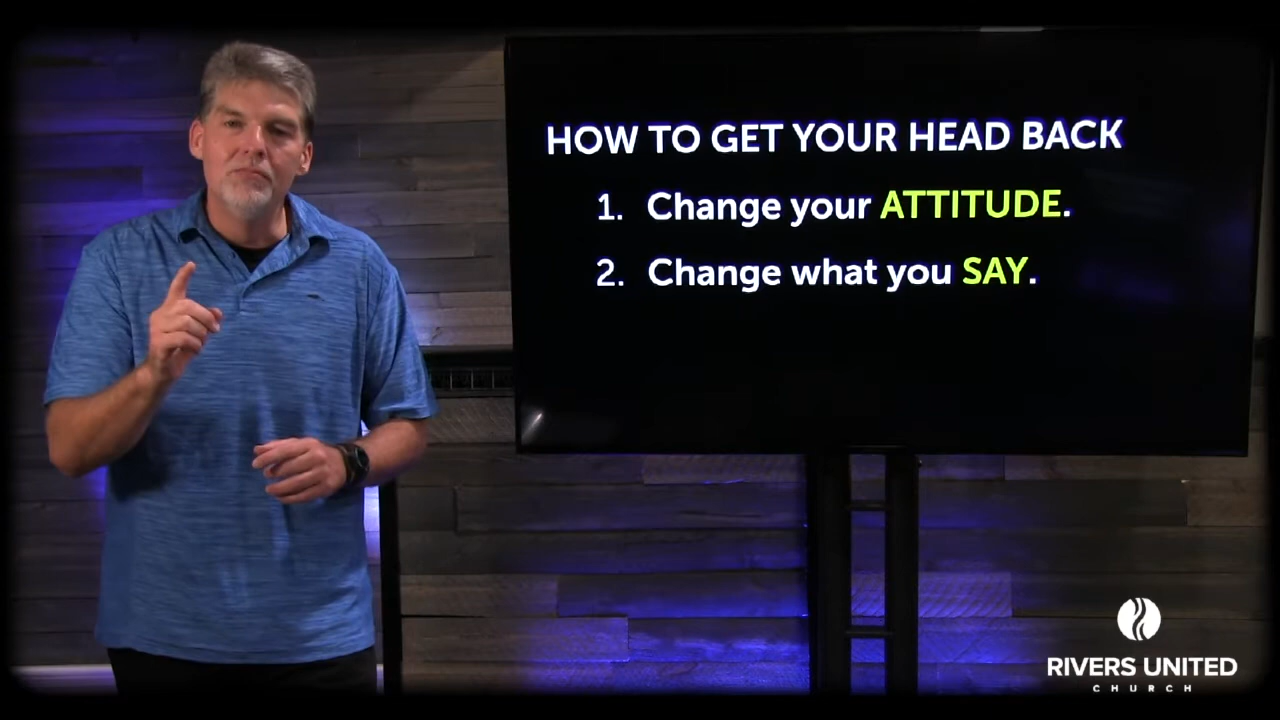 HOW TO GET YOUR HEAD BACK
1. Change your ATTITUDE.
2. Change what you SAY.
RIVERS UNITED
CHURCH